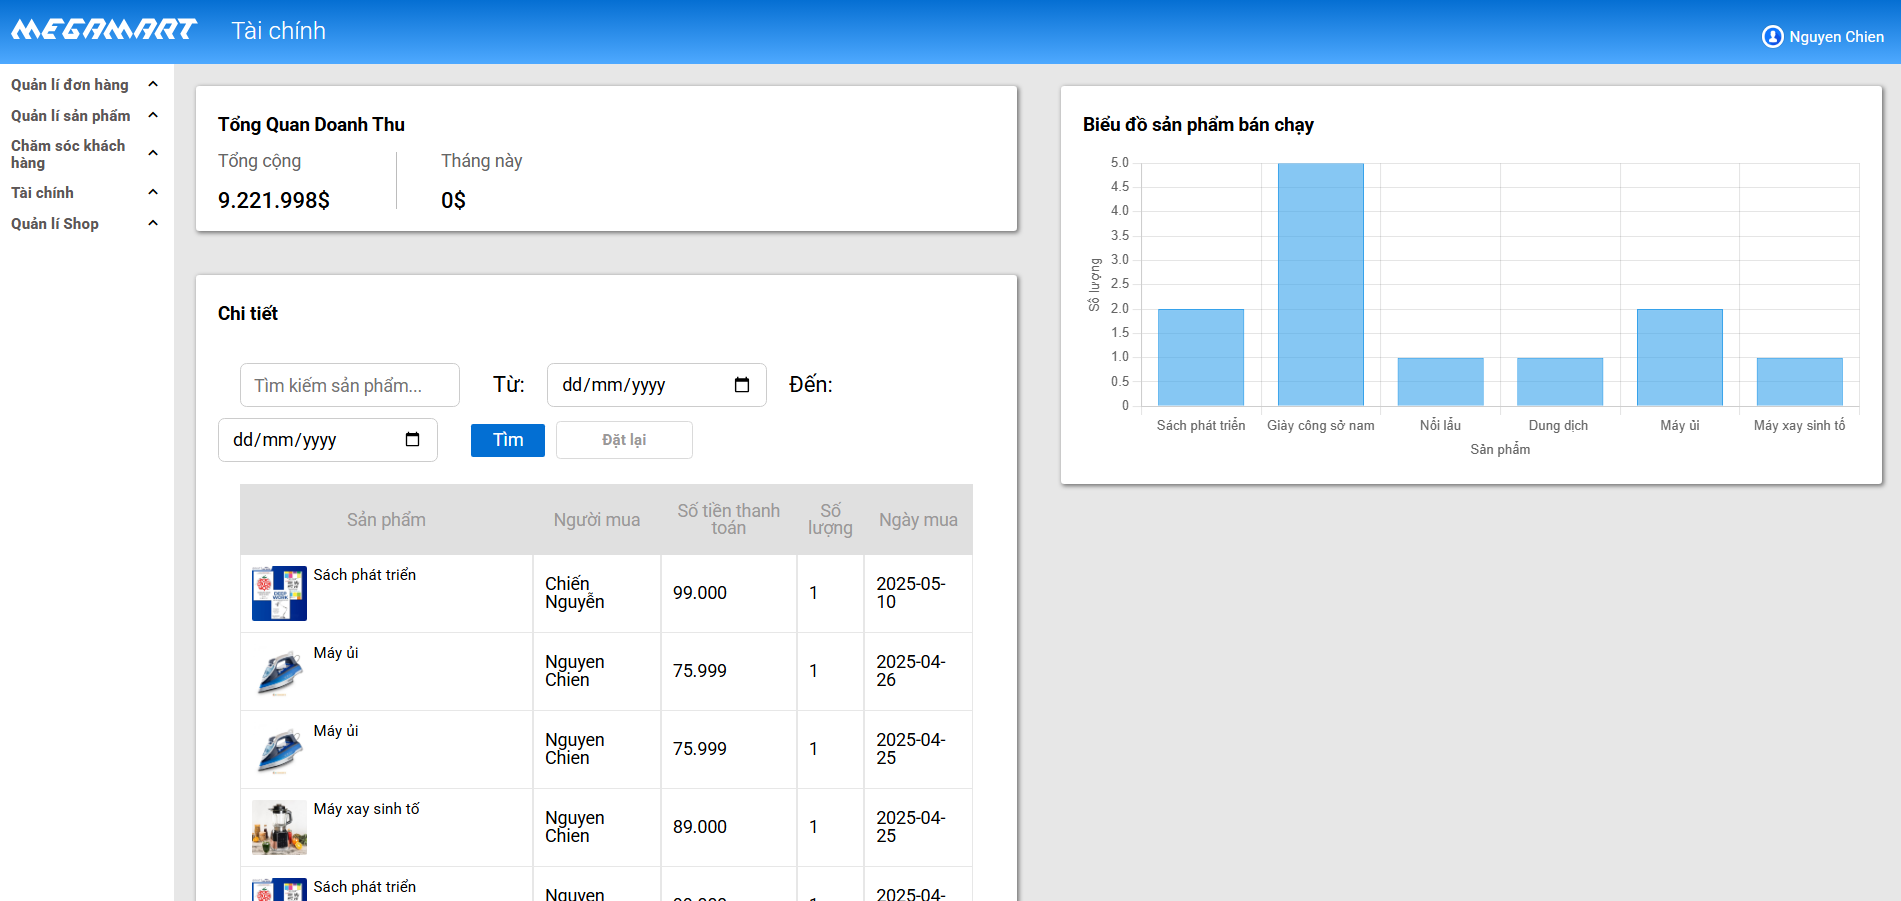 MEGAMART
Tài chính
Nguyen Chien
Quản lí đơn hàng
Quản lí sản phẩm
Chăm sóc khách
hàng
Tài chính
Quản lí Shop
Tổng Quan Doanh Thu
Tổng cộng
9.221.998$
Tháng này
0$
Chi tiết
Tìm kiếm sản phẩm...
Từ:
dd/mm/yyyy
Đến:
dd/mm/yyyy
Tìm
Đặt lại
Sản phẩm
Người mua
Số tiền thanh
toán
Số
lượng
Ngày mua
Sách phát triển
Chiến
Nguyễn
99.000
1
2025-05-
10
Máy ủi
Nguyen
Chien
75.999
1
2025-04-
26
Máy ủi
Nguyen
Chien
75.999
1
2025-04-
25
Máy xay sinh tố
Nguyen
Chien
89.000
1
2025-04-
25
Sách phát triển
Nguyen
2025-04-
Biểu đồ sản phẩm bán chạy
5.0
4.5
4.0
3.5
3.0
2.5
2.0
1.5
1.0
0.5
0
Số lượng
Sách phát triển
Giày công sở nam
Nồi lẩu
Dung dịch
Máy ủi
Máy xay sinh tố
Sản phẩm